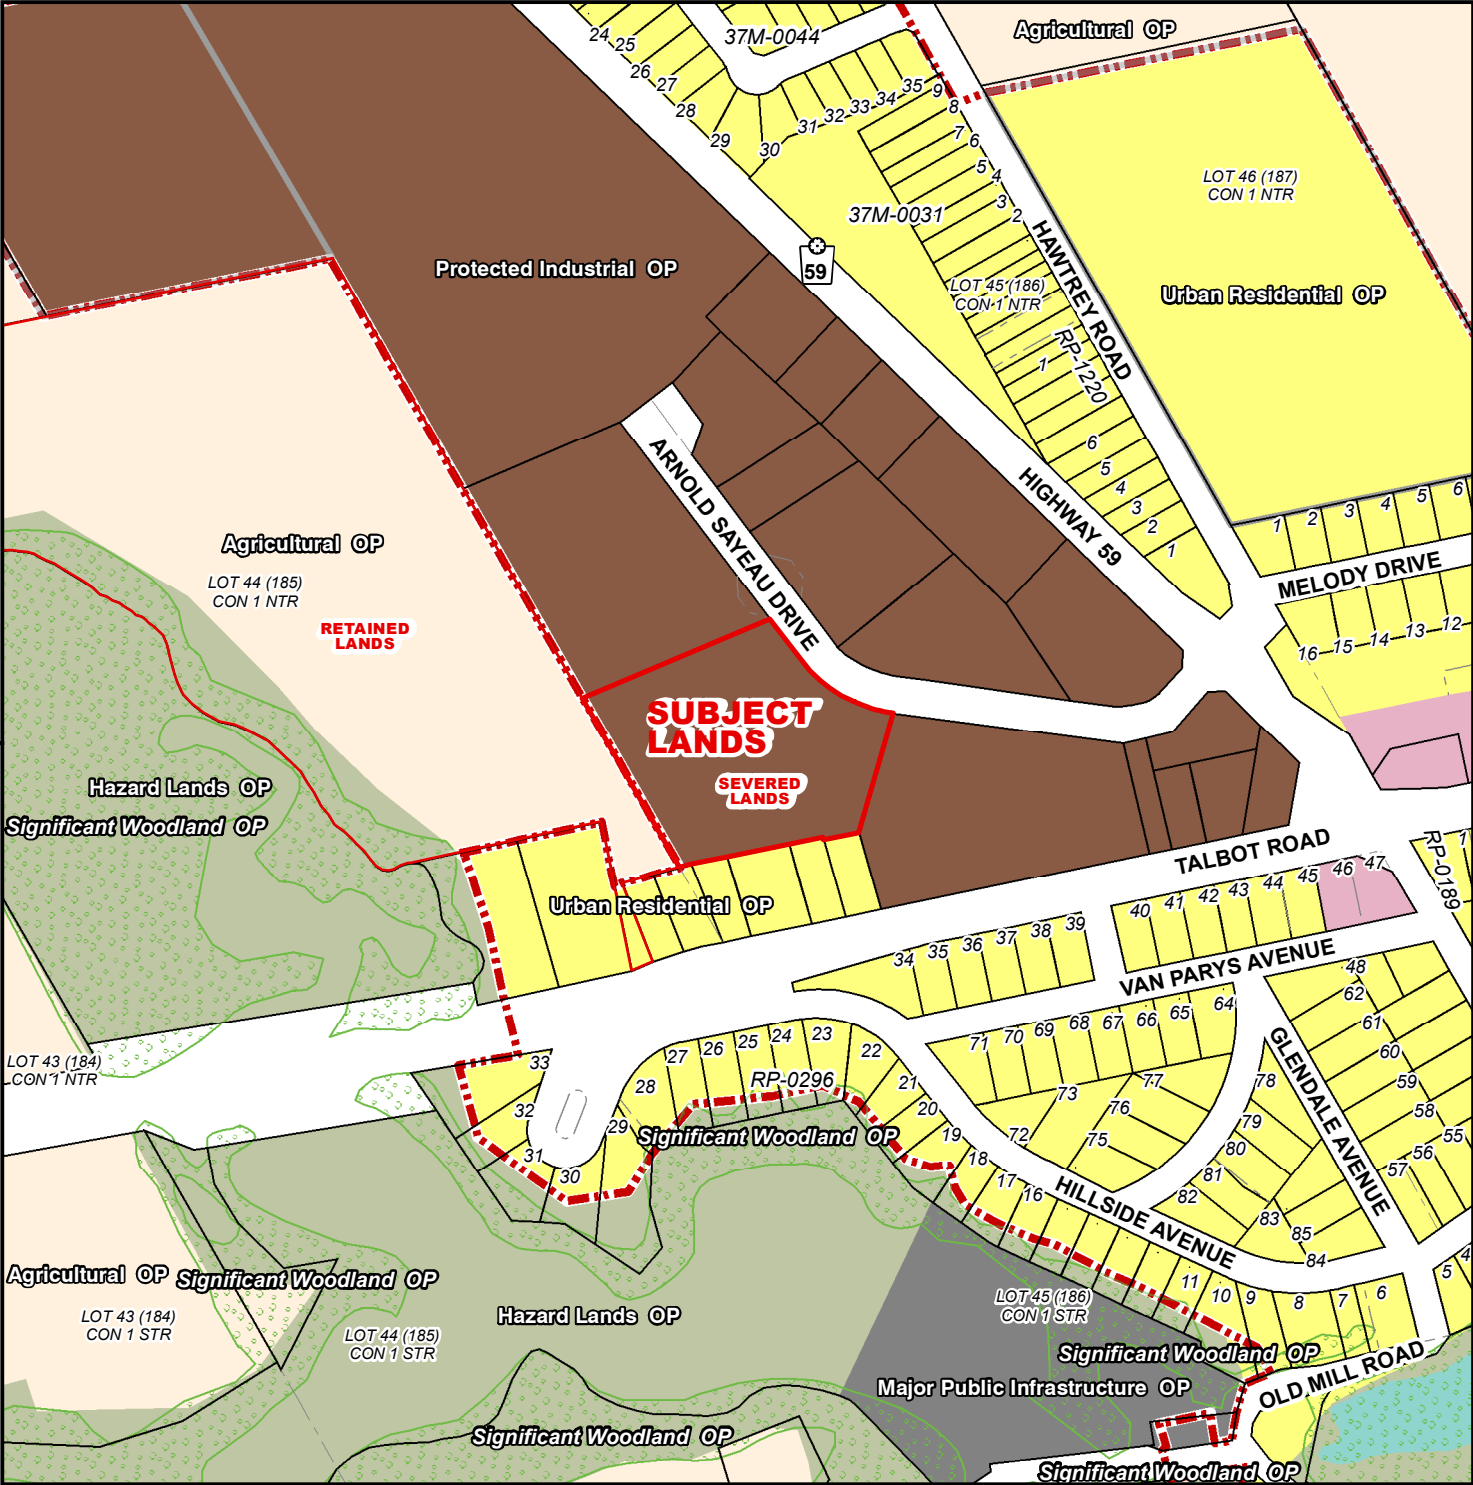 Agricultural OP
37M-0044
24
25
26
27
28
29
30
31
32
33
34
35
9
8
7
6
5
4
3
2
37M-0031
LOT 46 (187)
CON 1 NTR
Urban Residential OP
Protected Industrial OP
59
LOT 45 (186)
CON 1 NTR
HAWTREY ROAD
RP-1220
1
6
5
4
3
2
1
HIGHWAY 59
ARNOLD SAYEAU DRIVE
1
2
3
4
5
6
MELODY DRIVE
16
15
14
13
12
Agricultural OP
LOT 44 (185)
CON 1 NTR
RETAINED
LANDS
SUBJECT
LANDS
SEVERED
LANDS
Hazard Lands OP
Significant Woodland OP
Urban Residential OP
TALBOT ROAD
RP-0189
1
34
35
36
37
38
39
40
41
42
43
44
45
46
47
VAN PARYS AVENUE
48
62
61
60
59
58
57
56
55
71
70
69
68
67
66
65
64
GLENDALE AVENUE
LOT 43 (184)
CON 1 NTR
33
32
31
30
29
28
27
26
25
24
23
22
21
20
19
18
17
16
RP-0296
Significant Woodland OP
72
73
75
76
77
78
79
80
81
82
83
85
84
HILLSIDE AVENUE
11
10
9
8
7
6
5
4
Agricultural OP
Significant Woodland OP
LOT 43 (184)
CON 1 STR
LOT 44 (185)
CON 1 STR
Hazard Lands OP
LOT 45 (186)
CON 1 STR
Significant Woodland OP
Major Public Infrastructure OP
OLD MILL ROAD
Significant Woodland OP
Significant Woodland OP